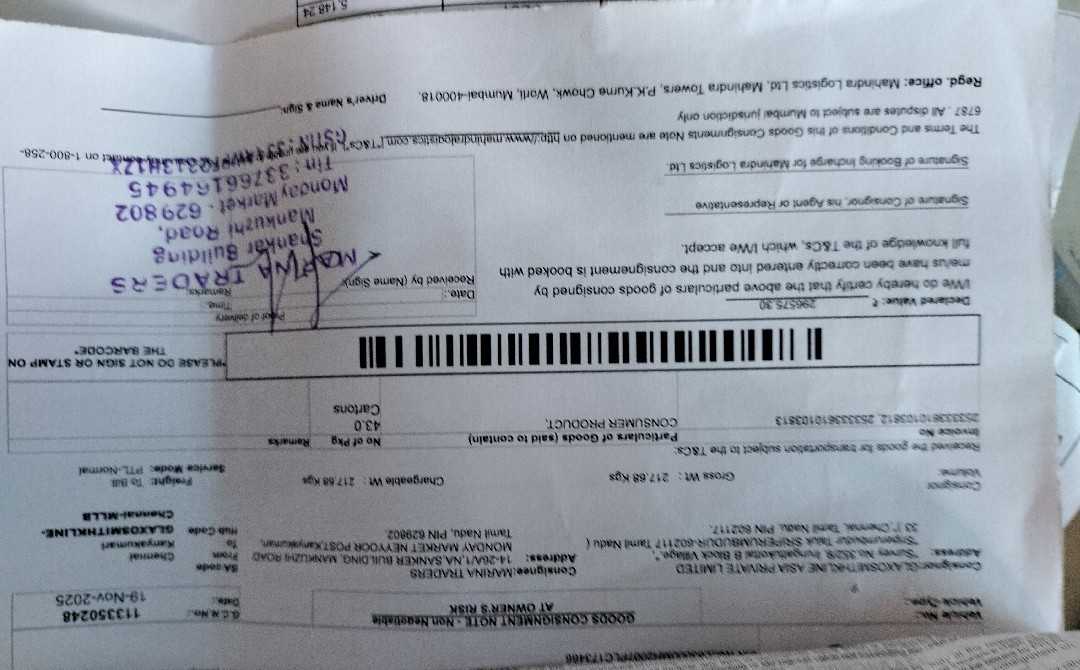 GOODS CONSIGNMENT NOTE - Non Negotiable
AT OWNER'S RISK
Vehicle No.:
Vehicle Type:
G.C.N.No.: 113350248
Date: 19-Nov-2025
Consignor:GLAXOSMITHKLINE ASIA PRIVATE LIMITED
Address: "Survey No 352/9, Irungattukottai B Block Village,",
"Sriperumbudur Taluk SRIPERUMBUDUR-602117 Tamil Nadu (
33 )",Chennai, Tamil Nadu, PIN 602117,
Consignee:MARINA TRADERS
Address: 14-26A/1,NA,SANKER BUILDING, MANKUZHI ROAD
MONDAY MARKET NEYYOOR POST,Kanyakumari,
Tamil Nadu, PIN 629802,
BA code
From Chennai
To Kanyakumari
Hub Code GLAXOSMITHKLINE-
Chennai-MLLB
Consignor
Volume:
Gross Wt : 217.68 Kgs
Chargeable Wt : 217.68 Kgs
Freight: To Bill
Service Mode: PTL-Normal
Received the goods for transportation subject to the T&Cs:
Invoice No
Particulars of Goods (said to contain)
No of Pkg
Remarks
CONSUMER PRODUCT,
43.0
Cartons
*PLEASE DO NOT SIGN OR STAMP ON
THE BARCODE*
Declared Value: ₹ 296575.30
I/We do hereby certify that the above particulars of goods consigned by
me/us have been correctly entered into and the consignement is booked with
full knowledge of the T&Cs, which I/We accept.
Proof of delivery
Date.:
Time.
Received by (Name Sign)
Remarks
MARINA TRADERS
Shankar Building
Mankuzhi Road,
Monday Market - 629802
Tin : 33766164945
Signature of Consignor, his Agent or Representative
Signature of Booking Incharge for Mahindra Logistics Ltd.
The Terms and Conditions of this Goods Consignments Note are mentioned on http://www.mahindralogistics.com ["T&Cs"]. on 1-800-258-
6787 . All disputes are subject to Mumbai jurisdiction only
Driver's Name & Sign.
Regd. office: Mahindra Logistics Ltd, Mahindra Towers, P.K.Kurne Chowk, Worli, Mumbai-400018.
5,148.24